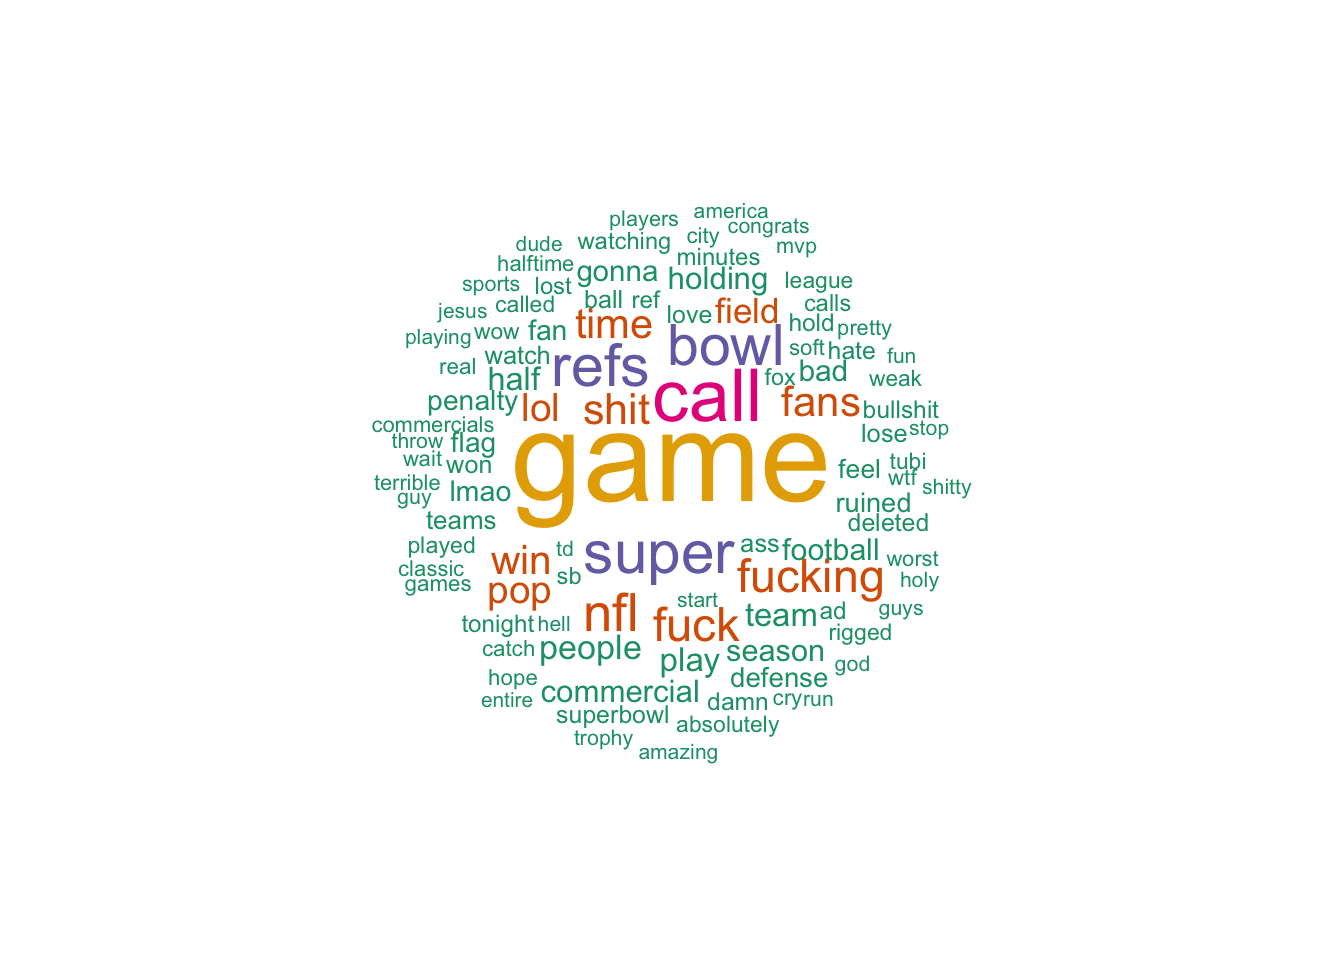 america
players
congrats
city
watching
dude
mvp
minutes
halftime
gonna
holding
league
sports
lost
ball
ref
calls
called
love
field
jesus
time
hold
pretty
wow
fan
playing
bowl
soft
hate
fun
watch
refs
real
half
fox
bad
weak
call
penalty
lol
shit
fans
bullshit
commercials
stop
lose
throw
flag
game
wait
won
feel
tubi
wtf
terrible
guy
lmao
shitty
ruined
teams
deleted
played
td
super
ass
football
worst
classic
win
sb
fucking
holy
games
pop
start
nfl
fuck
team
ad
guys
tonight
hell
rigged
catch
people
play
season
god
hope
defense
entire
commercial
damn
cry
run
superbowl
absolutely
trophy
amazing